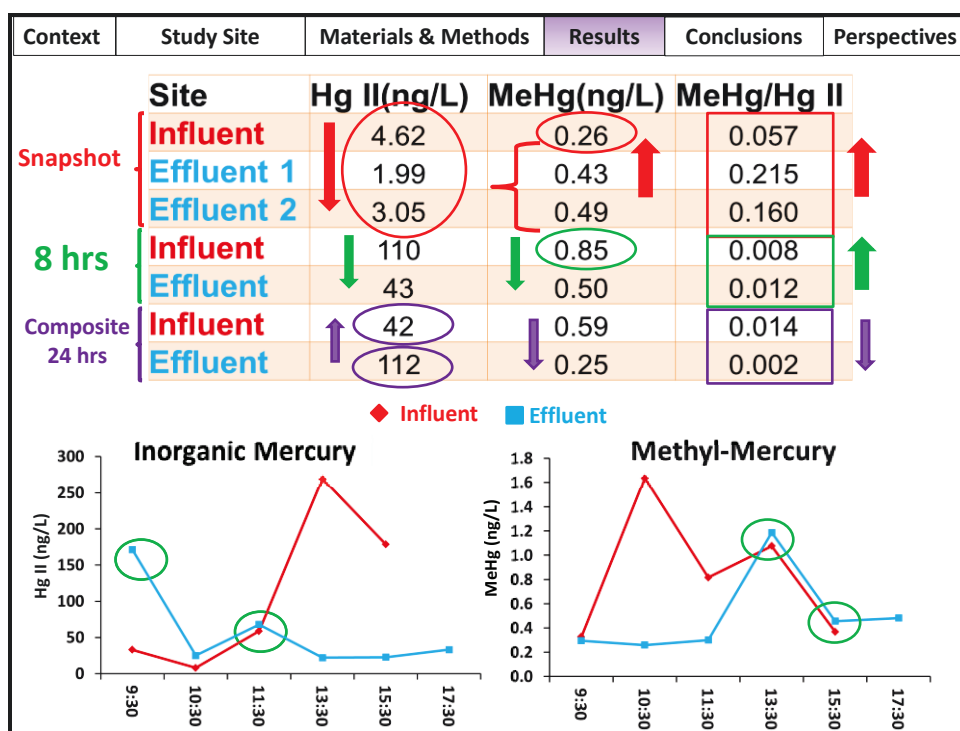 Context Study Site Materials & Methods Results Conclusions Perspectives
Site Hg II(ng/L) MeHg(ng/L) MeHg/Hg II
Snapshot
Influent 4.62 0.26 0.057
Effluent 1 1.99 0.43 0.215
Effluent 2 3.05 0.49 0.160
8 hrs
Influent 110 0.85 0.008
Effluent 43 0.50 0.012
Composite
24 hrs
Influent 42 0.59 0.014
Effluent 112 0.25 0.002
Influent Effluent
Inorganic Mercury
Hg II (ng/L)
300
250
200
150
100
50
0
9:30
10:30
11:30
13:30
15:30
17:30
Methyl-Mercury
MeHg (ng/L)
1.8
1.6
1.4
1.2
1.0
0.8
0.6
0.4
0.2
0.0
9:30
10:30
11:30
13:30
15:30
17:30